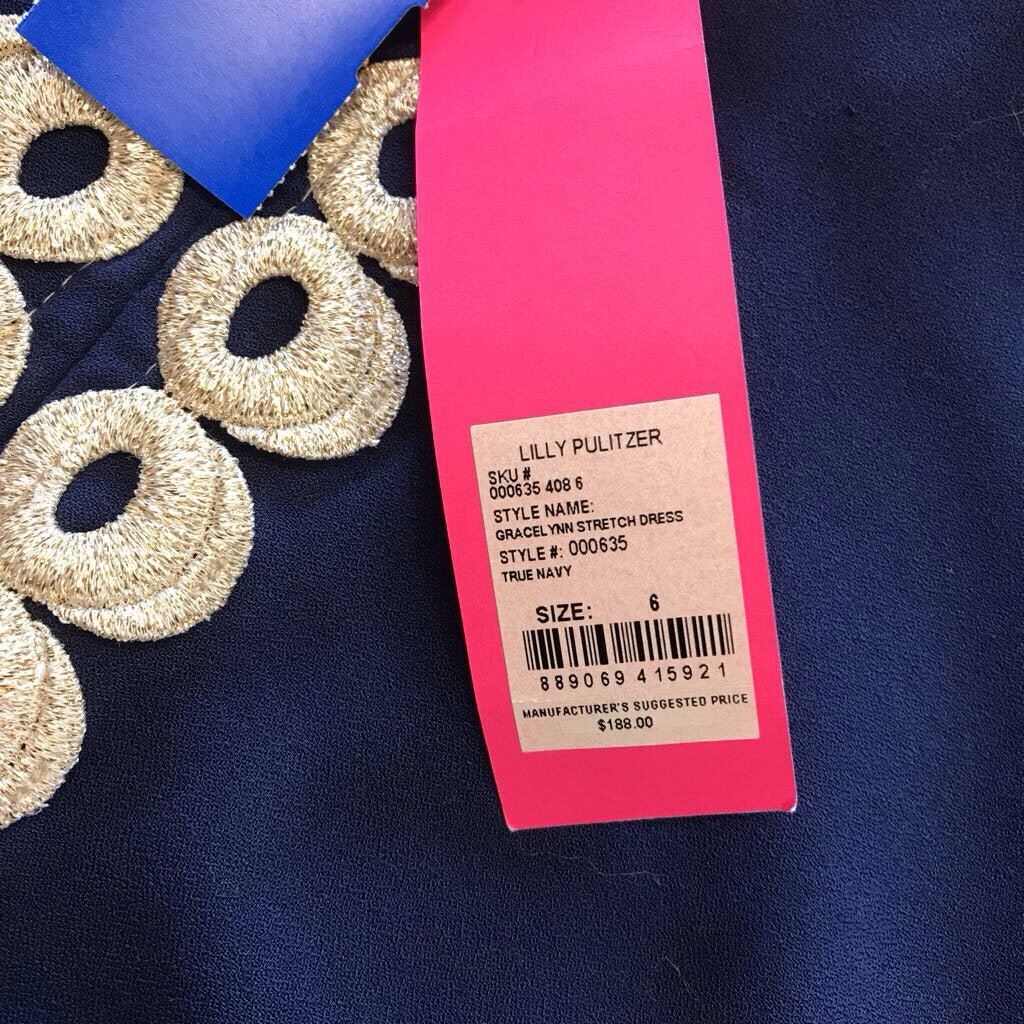 LILLY PULITZER
SKU #
000635 408 6
STYLE NAME:
GRACELYNN STRETCH DRESS
STYLE #: 000635
TRUE NAVY
SIZE: 6
889069 415921
MANUFACTURER'S SUGGESTED PRICE
$188.00